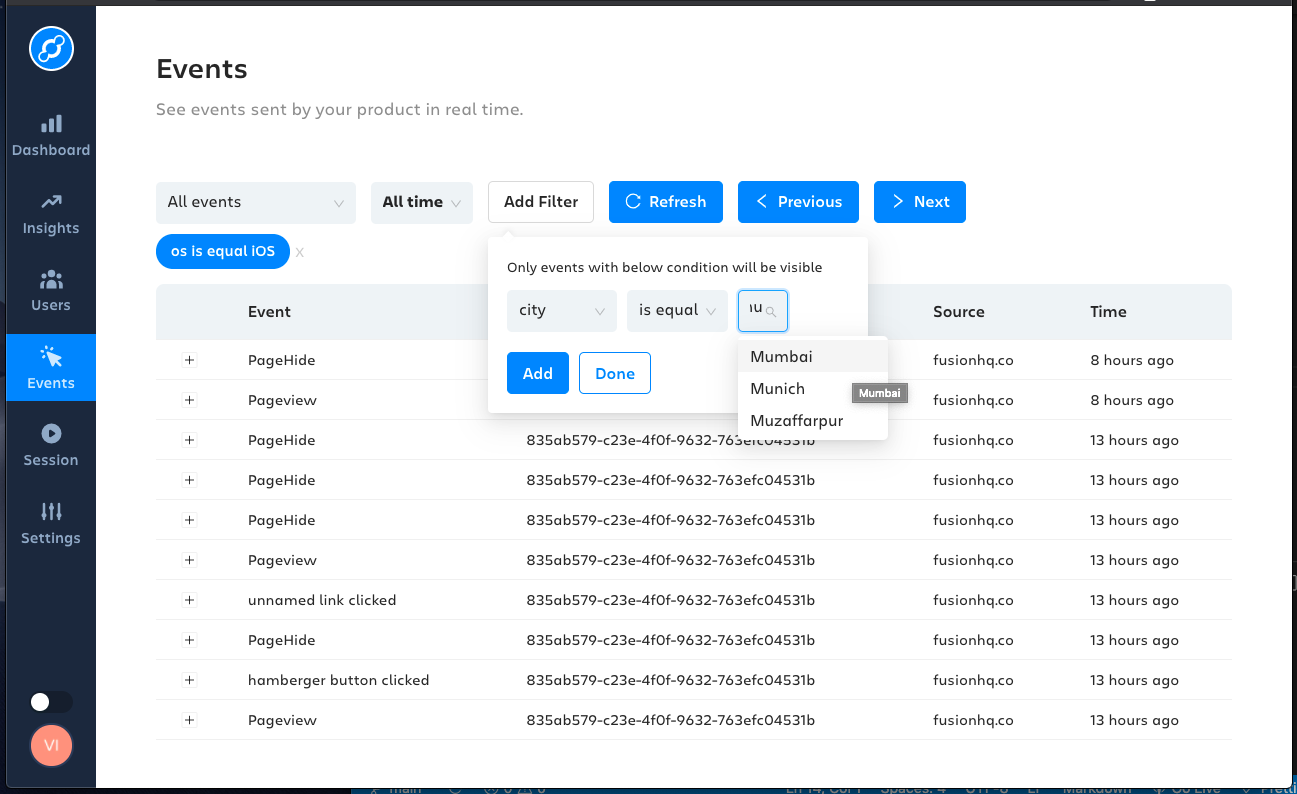 Events
See events sent by your product in real time.
Dashboard
Insights
Users
Events
Session
Settings
VI
All events
All time
Add Filter
Refresh
Previous
Next
os is equal iOS
x
Only events with below condition will be visible
city
is equal
nu
Add
Done
Mumbai
Munich
Mumbai
Muzaffarpur
Event Source Time
PageHide fusionhq.co 8 hours ago
Pageview fusionhq.co 8 hours ago
PageHide 835ab579-c23e-4f0f-9632-763efc04531b fusionhq.co 13 hours ago
PageHide 835ab579-c23e-4f0f-9632-763efc04531b fusionhq.co 13 hours ago
PageHide 835ab579-c23e-4f0f-9632-763efc04531b fusionhq.co 13 hours ago
Pageview 835ab579-c23e-4f0f-9632-763efc04531b fusionhq.co 13 hours ago
unnamed link clicked 835ab579-c23e-4f0f-9632-763efc04531b fusionhq.co 13 hours ago
PageHide 835ab579-c23e-4f0f-9632-763efc04531b fusionhq.co 13 hours ago
hamberger button clicked 835ab579-c23e-4f0f-9632-763efc04531b fusionhq.co 13 hours ago
Pageview 835ab579-c23e-4f0f-9632-763efc04531b fusionhq.co 13 hours ago